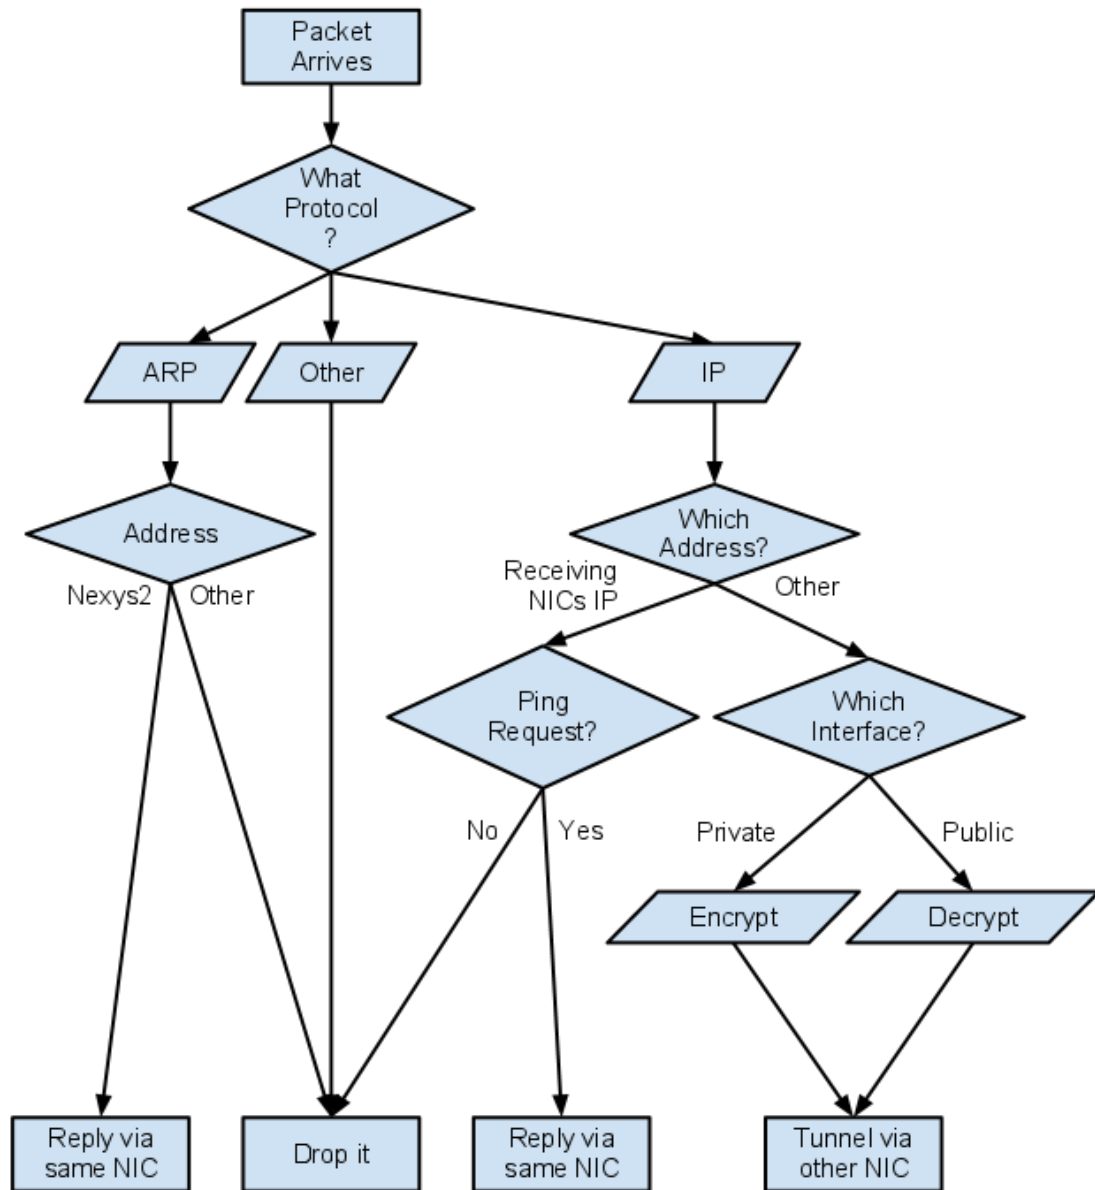 Packet
Arrives
What
Protocol
?
ARP
Other
IP
Address
Which
Address?
Nexys2
Other
Receiving
NICs IP
Other
Ping
Request?
Which
Interface?
No
Yes
Private
Public
Encrypt
Decrypt
Reply via
same NIC
Drop it
Reply via
same NIC
Tunnel via
other NIC